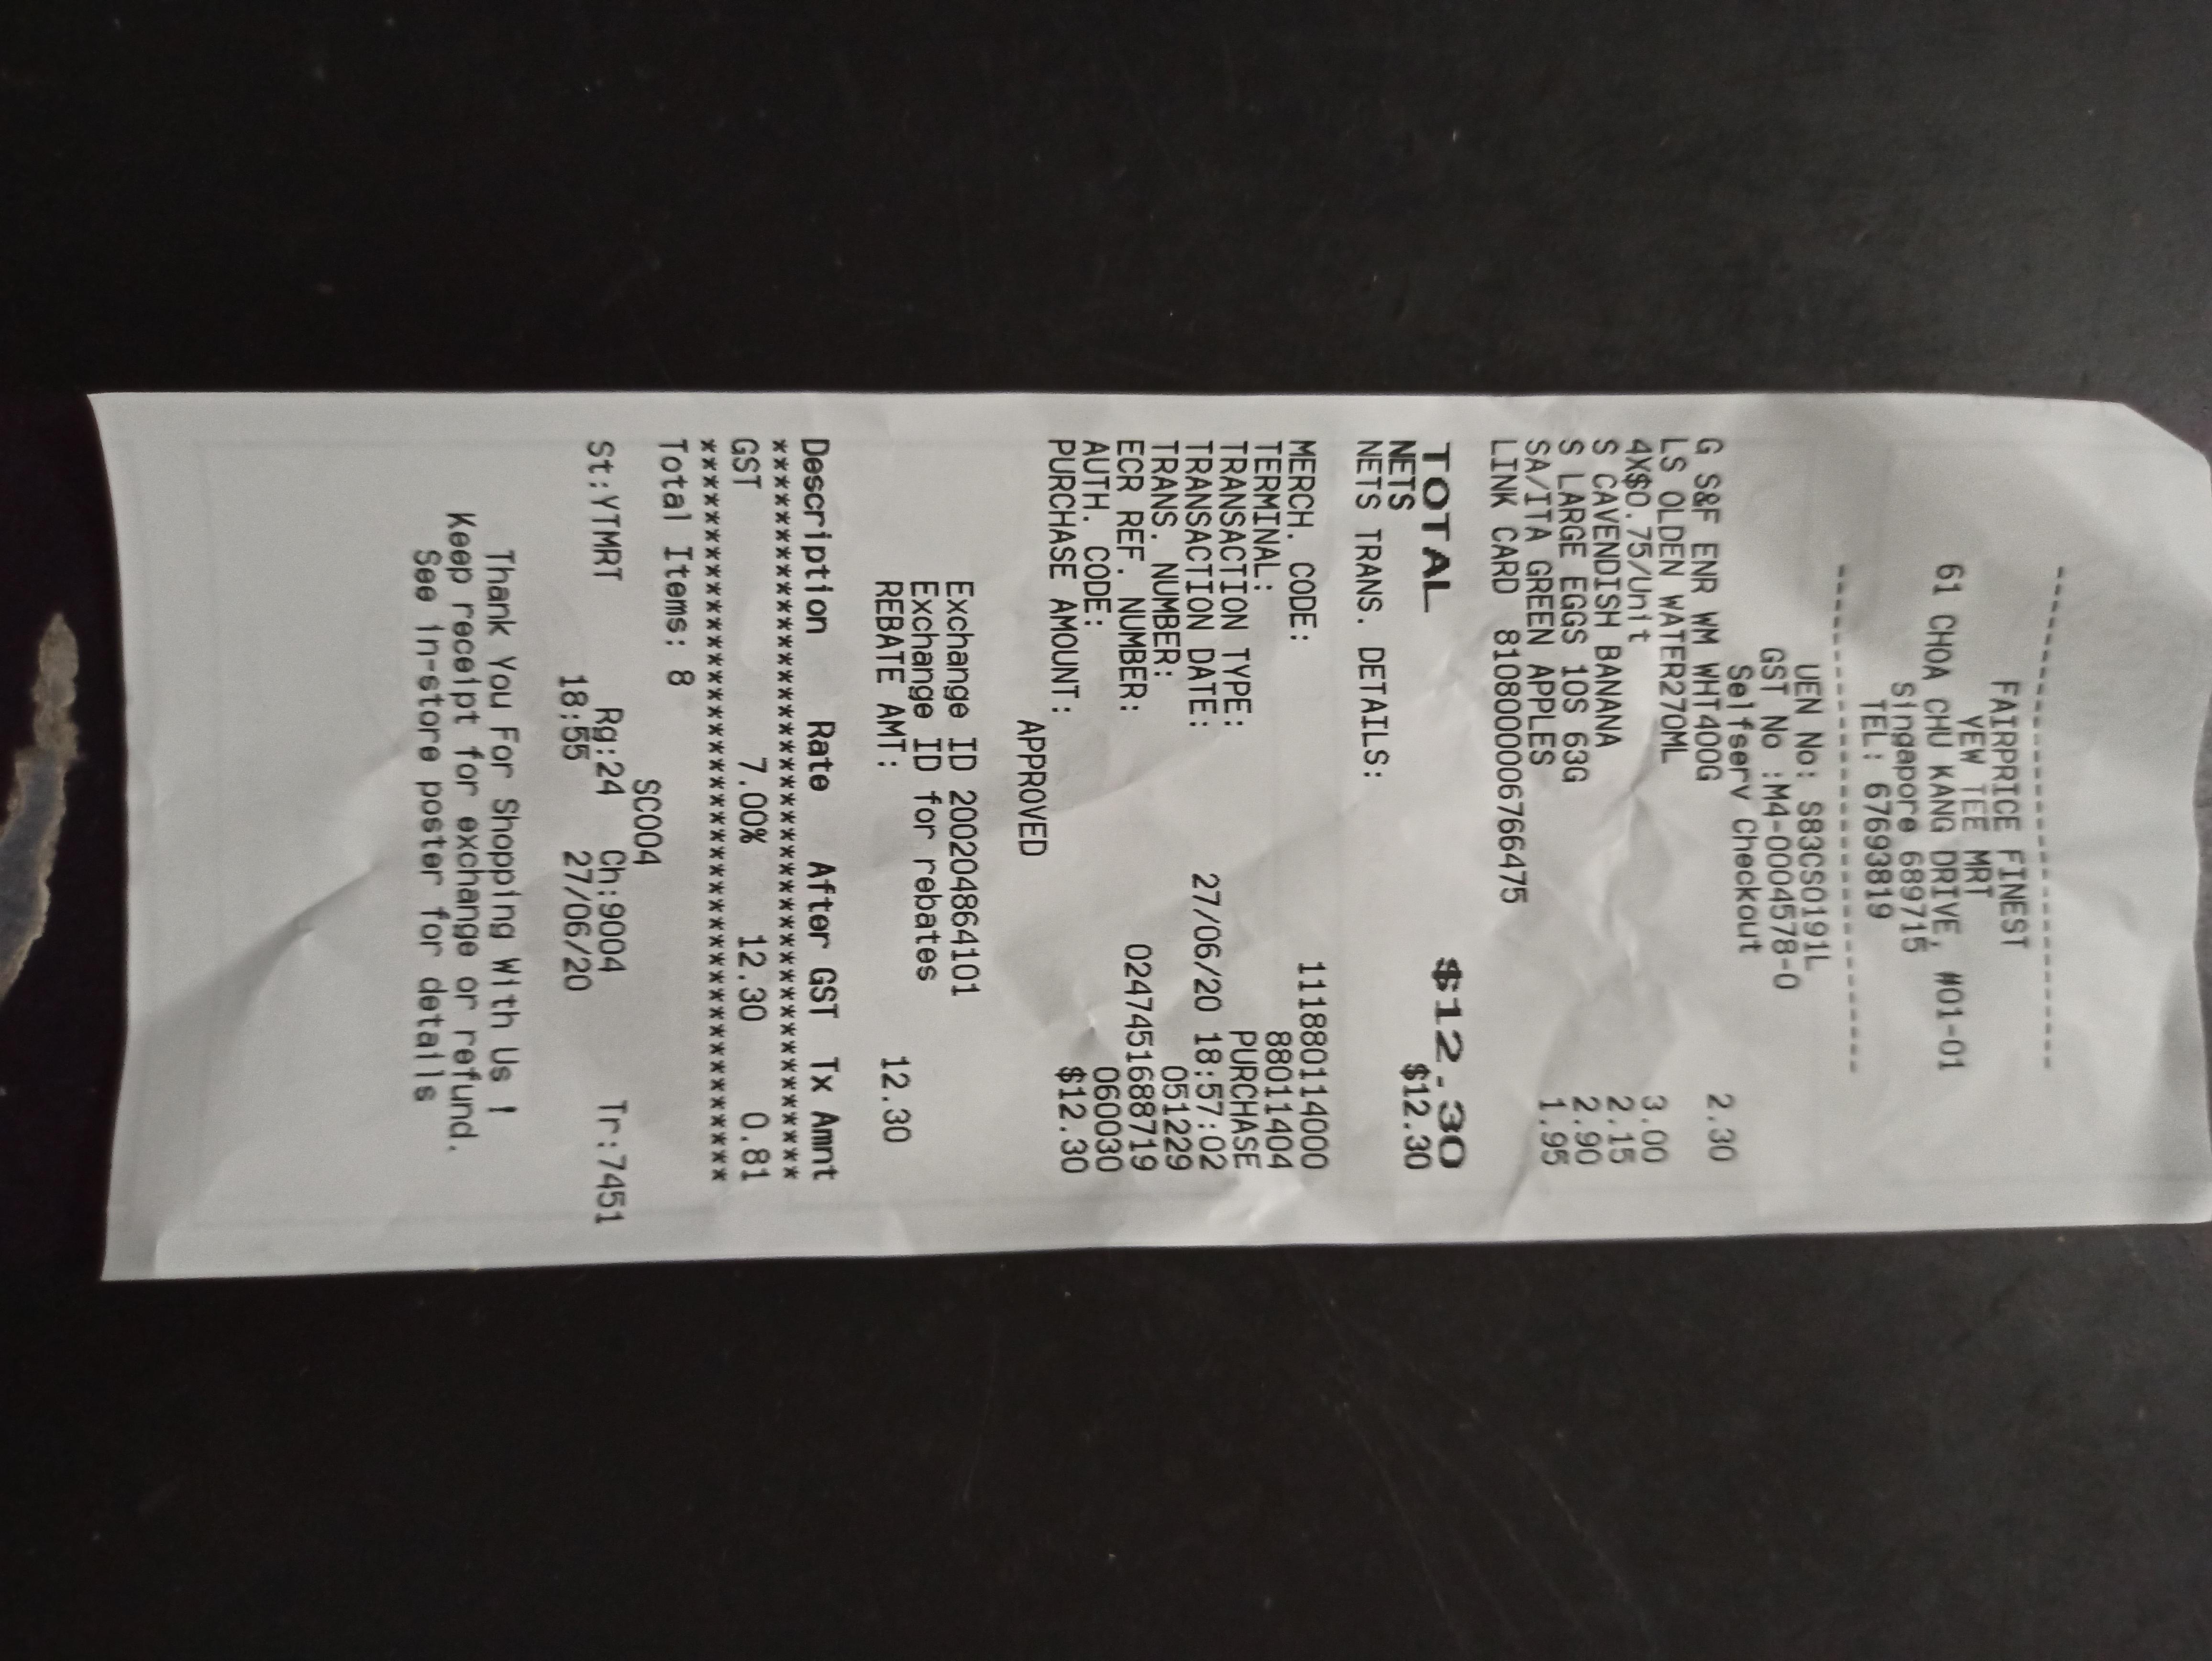 --------------------------------
FAIRPRICE FINEST
YEW TEE MRT
61 CHOA CHU KANG DRIVE, #01-01
Singapore 689715
TEL: 67693819
--------------------------------
UEN No: S83CS0191L
GST No :M4-0004578-0
Selfserv Checkout
G S&F ENR WM WHT400G 2.30
LS OLDEN WATER270ML
4X$0.75/Unit 3.00
S CAVENDISH BANANA 2.15
S LARGE EGGS 10S 63G 2.90
SA/ITA GREEN APPLES 1.95
LINK CARD 8108000006766475
TOTAL $12.30
NETS $12.30
NETS TRANS. DETAILS:
MERCH. CODE: 111880114000
TERMINAL: 88011404
TRANSACTION TYPE: PURCHASE
TRANSACTION DATE: 27/06/20 18:57:02
TRANS. NUMBER: 051229
ECR REF. NUMBER: 0247451688719
AUTH. CODE: 060030
PURCHASE AMOUNT: $12.30
APPROVED
Exchange ID 200204864101
Exchange ID for rebates
REBATE AMT: 12.30
Description Rate After GST Tx Amnt
******************************************
GST 7.00% 12.30 0.81
******************************************
Total Items: 8
SC004
St:YTMRT Rg:24 Ch:9004 Tr:7451
18:55 27/06/20
Thank You For Shopping With Us !
Keep receipt for exchange or refund.
See in-store poster for details